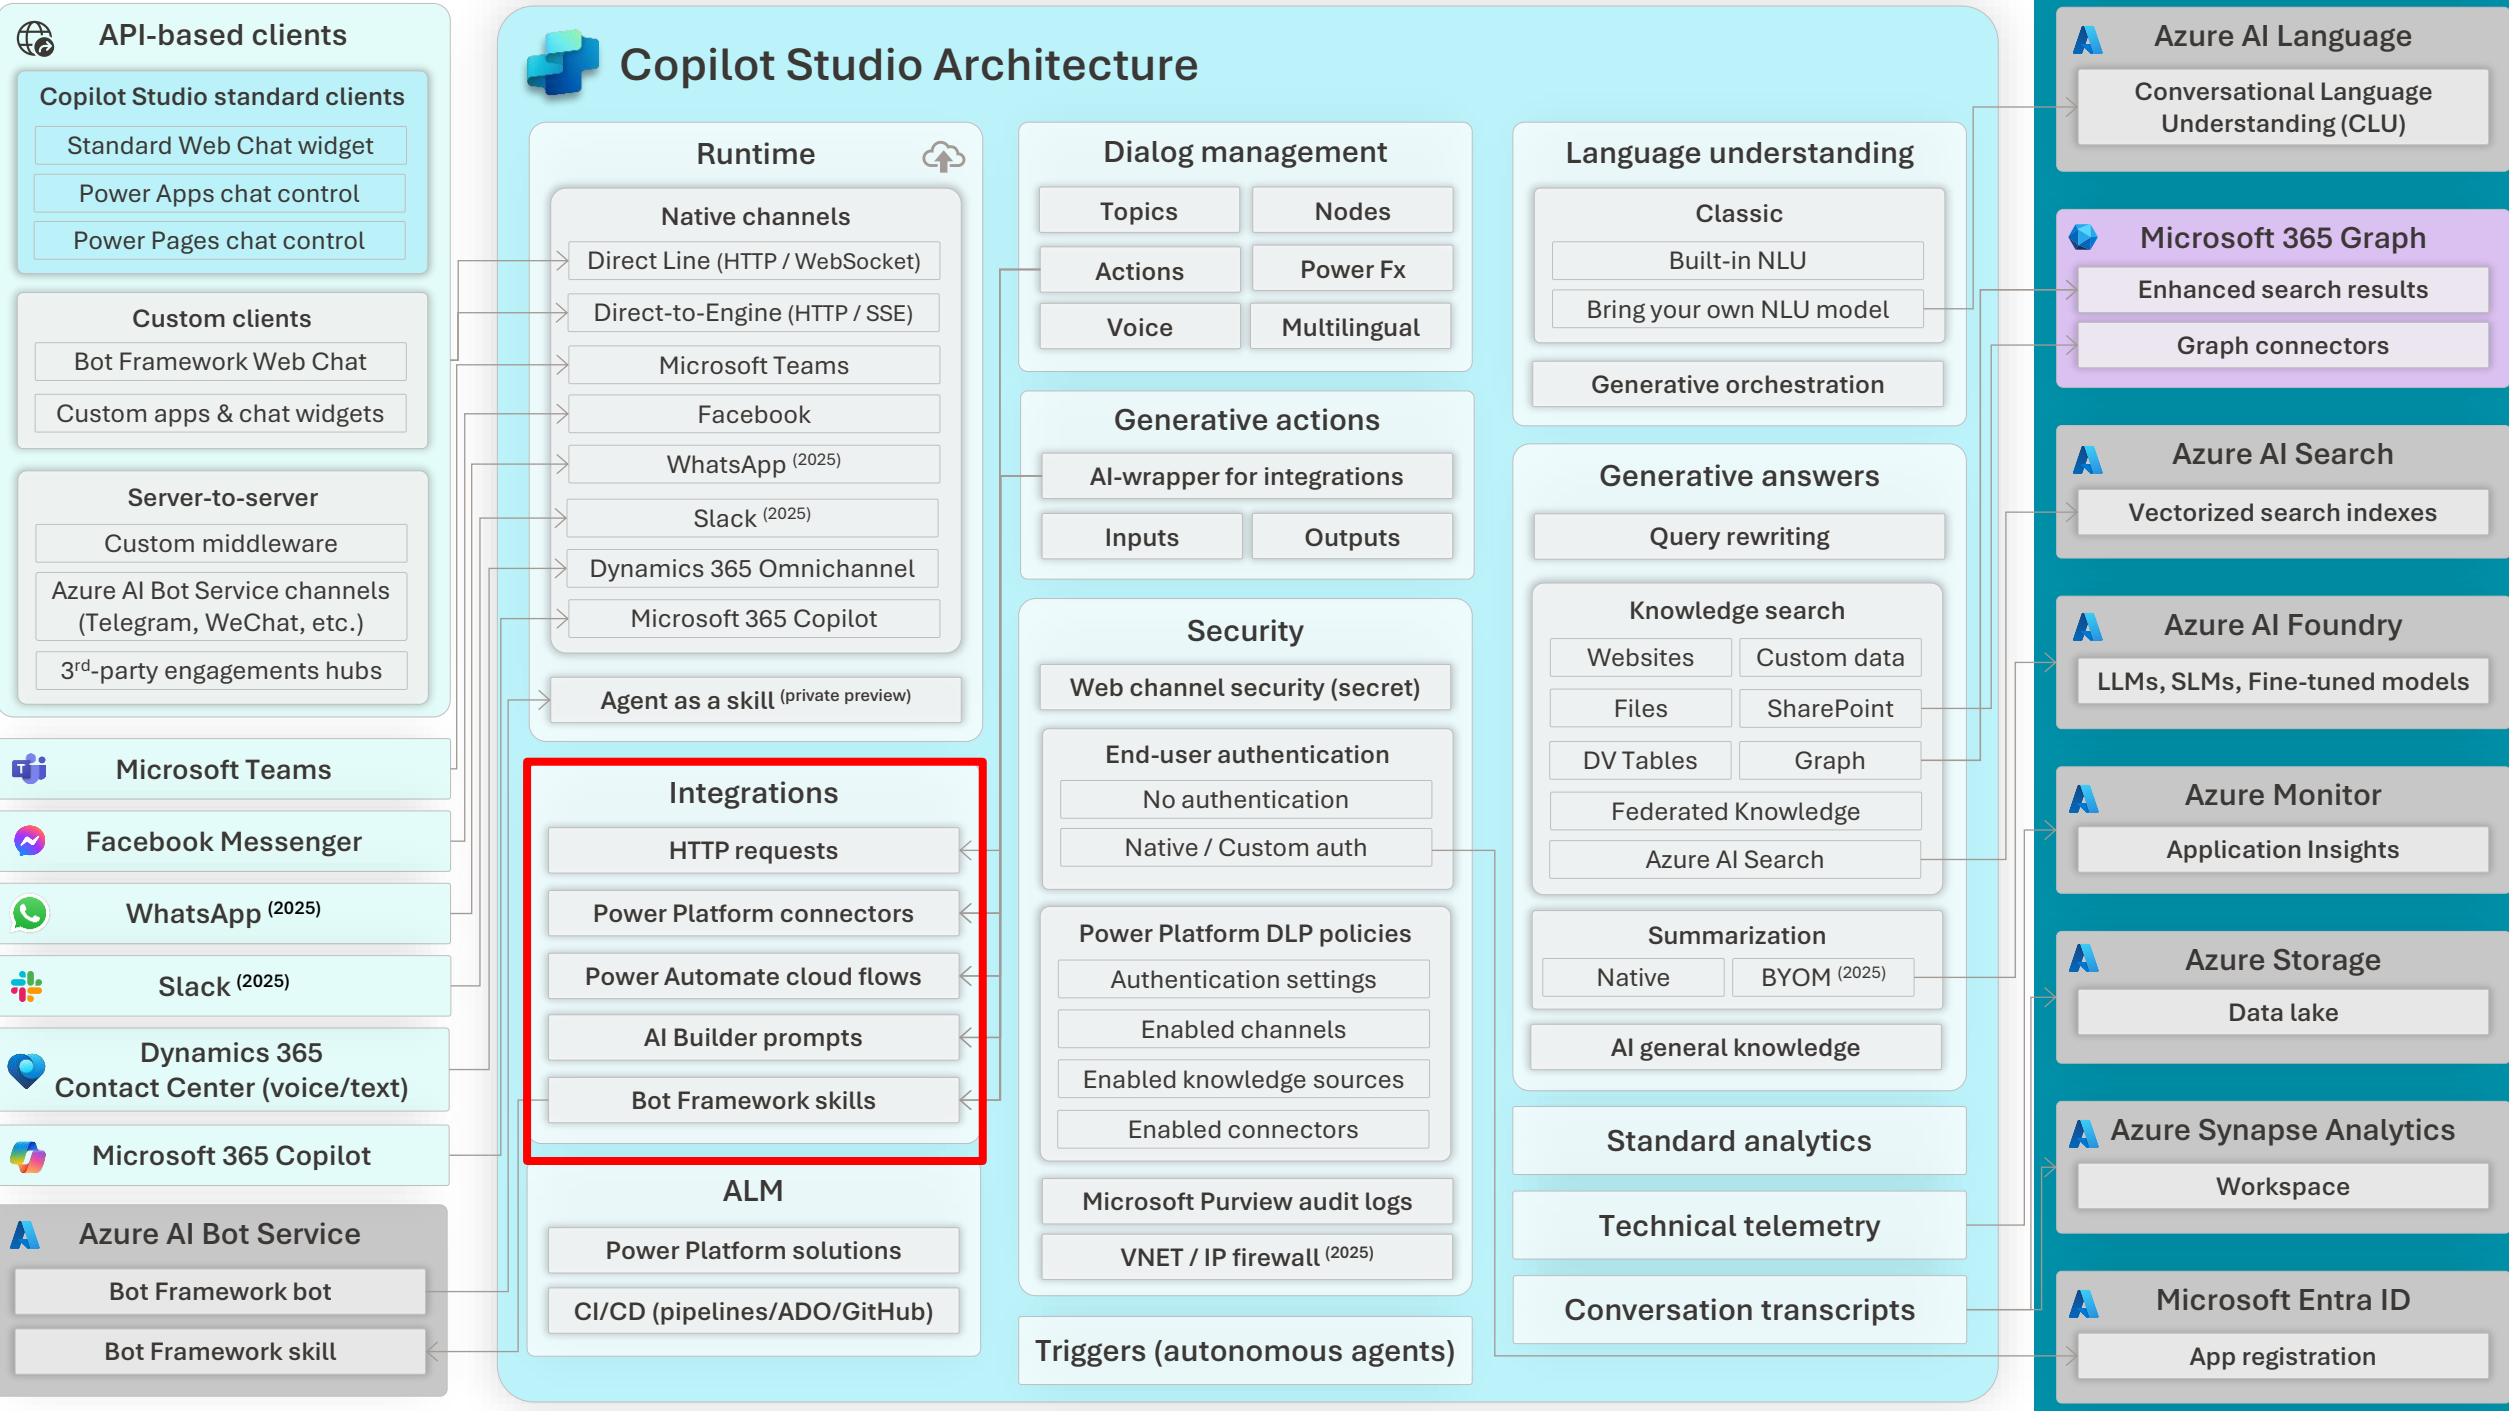 API-based clients
Copilot Studio standard clients
Standard Web Chat widget
Power Apps chat control
Power Pages chat control
Custom clients
Bot Framework Web Chat
Custom apps & chat widgets
Server-to-server
Custom middleware
Azure AI Bot Service channels
(Telegram, WeChat, etc.)
3rd-party engagements hubs
Microsoft Teams
Facebook Messenger
WhatsApp (2025)
Slack (2025)
Dynamics 365
Contact Center (voice/text)
Microsoft 365 Copilot
Azure AI Bot Service
Bot Framework bot
Bot Framework skill
Copilot Studio Architecture
Runtime
Native channels
Direct Line (HTTP / WebSocket)
Direct-to-Engine (HTTP / SSE)
Microsoft Teams
Facebook
WhatsApp (2025)
Slack (2025)
Dynamics 365 Omnichannel
Microsoft 365 Copilot
Agent as a skill (private preview)
Integrations
HTTP requests
Power Platform connectors
Power Automate cloud flows
AI Builder prompts
Bot Framework skills
ALM
Power Platform solutions
CI/CD (pipelines/ADO/GitHub)
Dialog management
Topics
Nodes
Actions
Power Fx
Voice
Multilingual
Generative actions
AI-wrapper for integrations
Inputs
Outputs
Security
Web channel security (secret)
End-user authentication
No authentication
Native / Custom auth
Power Platform DLP policies
Authentication settings
Enabled channels
Enabled knowledge sources
Enabled connectors
Microsoft Purview audit logs
VNET / IP firewall (2025)
Triggers (autonomous agents)
Language understanding
Classic
Built-in NLU
Bring your own NLU model
Generative orchestration
Generative answers
Query rewriting
Knowledge search
Websites
Custom data
Files
SharePoint
DV Tables
Graph
Federated Knowledge
Azure AI Search
Summarization
Native
BYOM (2025)
AI general knowledge
Standard analytics
Technical telemetry
Conversation transcripts
Azure AI Language
Conversational Language
Understanding (CLU)
Microsoft 365 Graph
Enhanced search results
Graph connectors
Azure AI Search
Vectorized search indexes
Azure AI Foundry
LLMs, SLMs, Fine-tuned models
Azure Monitor
Application Insights
Azure Storage
Data lake
Azure Synapse Analytics
Workspace
Microsoft Entra ID
App registration